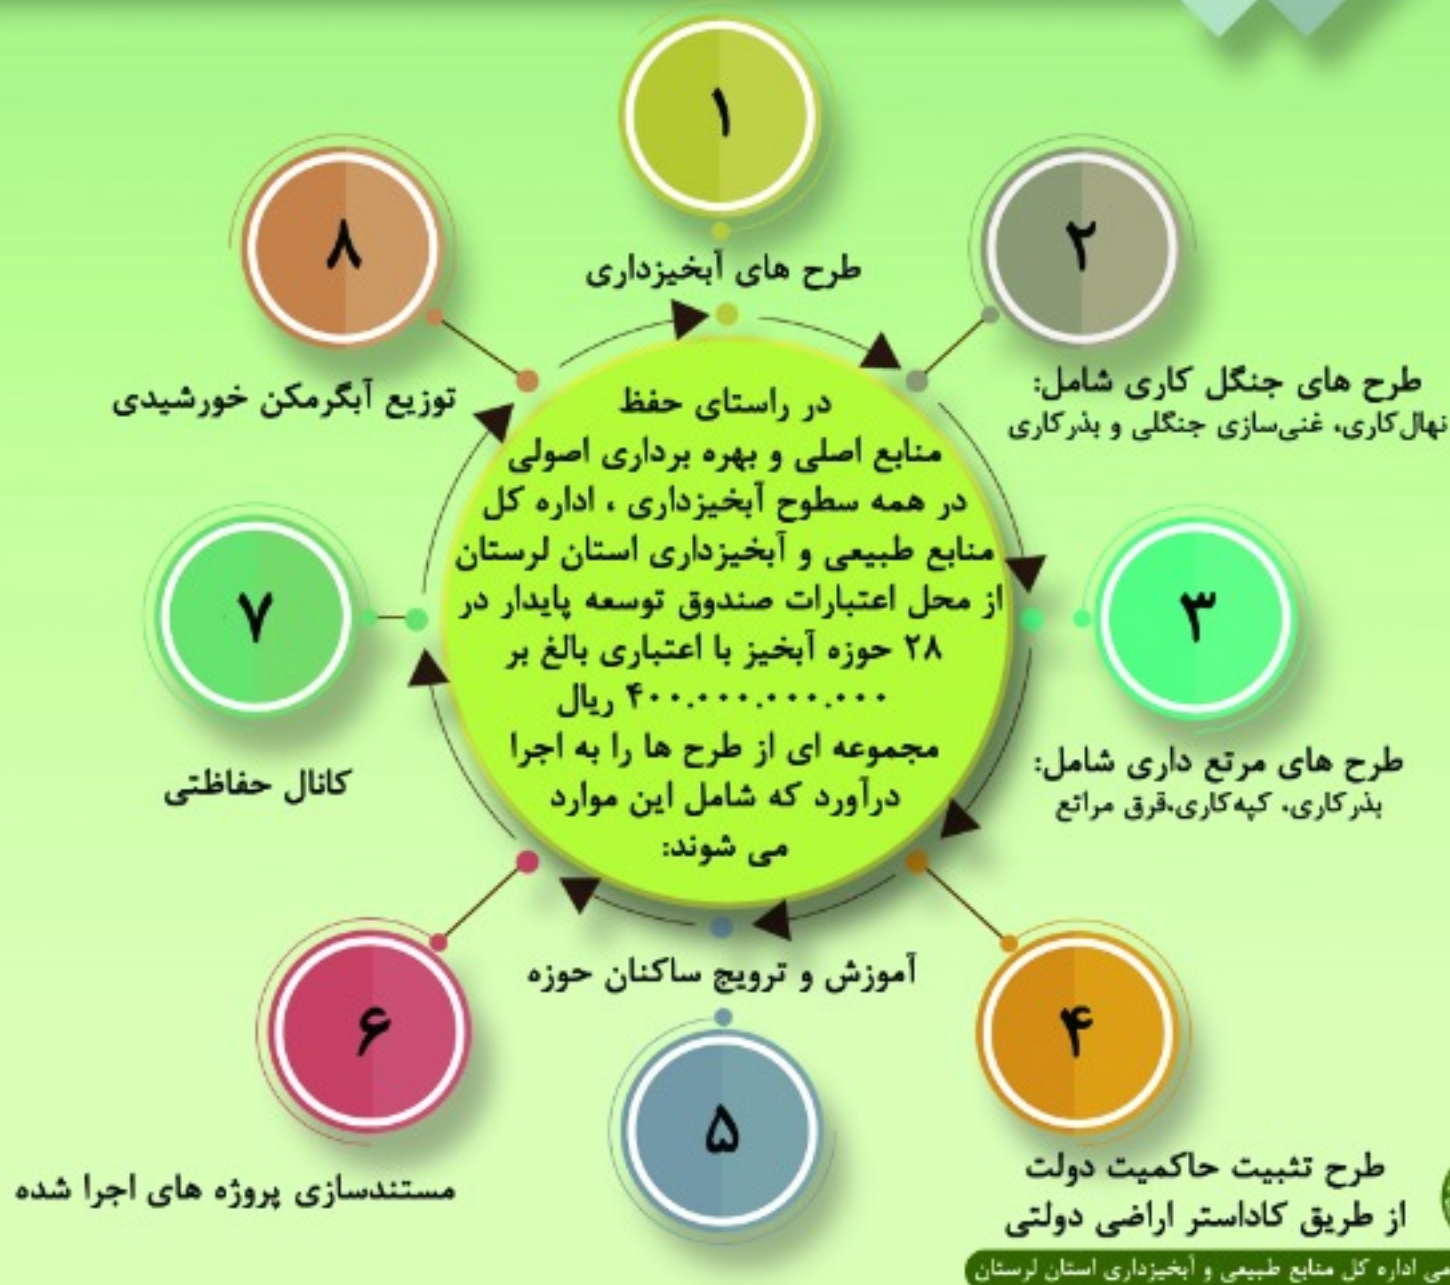 ۱
طرح های آبخیزداری
۲
طرح های جنگل کاری شامل:
نهال‌کاری، غنی‌سازی جنگلی و بذرکاری
۳
طرح های مرتع داری شامل:
بذرکاری، کپه‌کاری،قرق مراتع
۴
طرح تثبیت حاکمیت دولت
از طریق کاداستر اراضی دولتی
آموزش و ترویج ساکنان حوزه
۵
۶
مستندسازی پروژه های اجرا شده
۷
کانال حفاظتی
۸
توزیع آبگرمکن خورشیدی
در راستای حفظ
منابع اصلی و بهره برداری اصولی
در همه سطوح آبخیزداری ، اداره کل
منابع طبیعی و آبخیزداری استان لرستان
از محل اعتبارات صندوق توسعه پایدار در
۲۸ حوزه آبخیز با اعتباری بالغ بر
۴۰۰.۰۰۰.۰۰۰.۰۰۰ ریال
مجموعه ای از طرح ها را به اجرا
درآورد که شامل این موارد
می شوند:
اداره کل منابع طبیعی و آبخیزداری استان لرستان